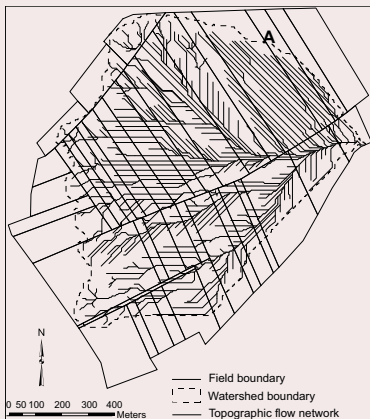 A
N
0 50 100 200 300 400
Meters
Field boundary
Watershed boundary
Topographic flow network